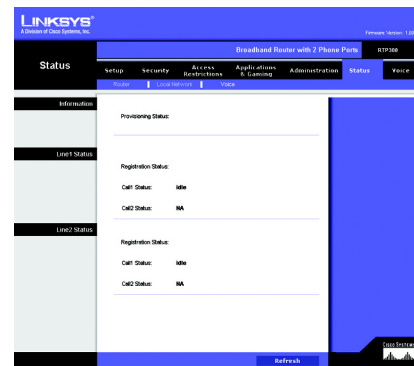 LINKSYS®
A Division of Cisco Systems, Inc.
Firmware Version: 1.00
Broadband Router with 2 Phone Ports RTP300
Status
Setup Security Access Restrictions Applications & Gaming Administration Status Voice
Router Local Network Voice
Information
Provisioning Status:
Line1 Status
Registration Status:
Call1 Status: Idle
Call2 Status: NA
Line2 Status
Registration Status:
Call1 Status: Idle
Call2 Status: NA
Refresh
Cisco Systems